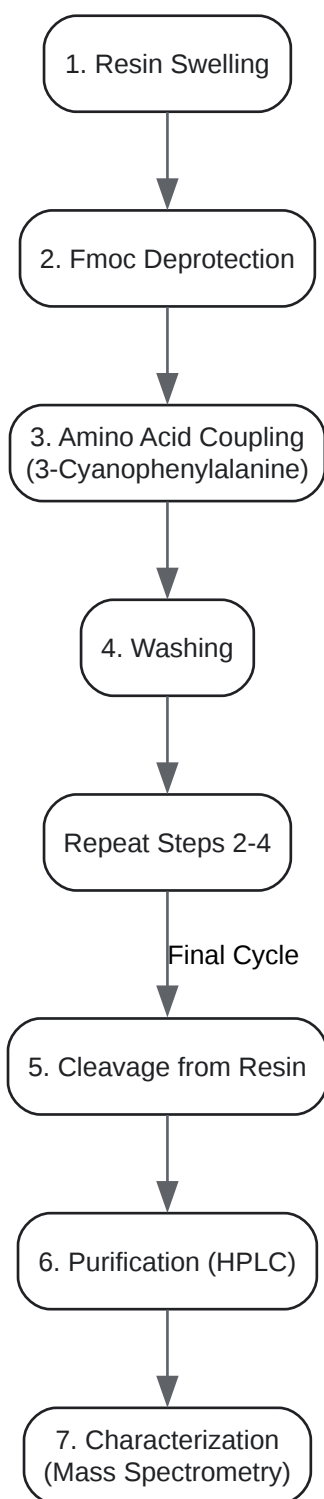 1. Resin Swelling
2. Fmoc Deprotection
3. Amino Acid Coupling
(3-Cyanophenylalanine)
4. Washing
Repeat Steps 2-4
Final Cycle
5. Cleavage from Resin
6. Purification (HPLC)
7. Characterization
(Mass Spectrometry)